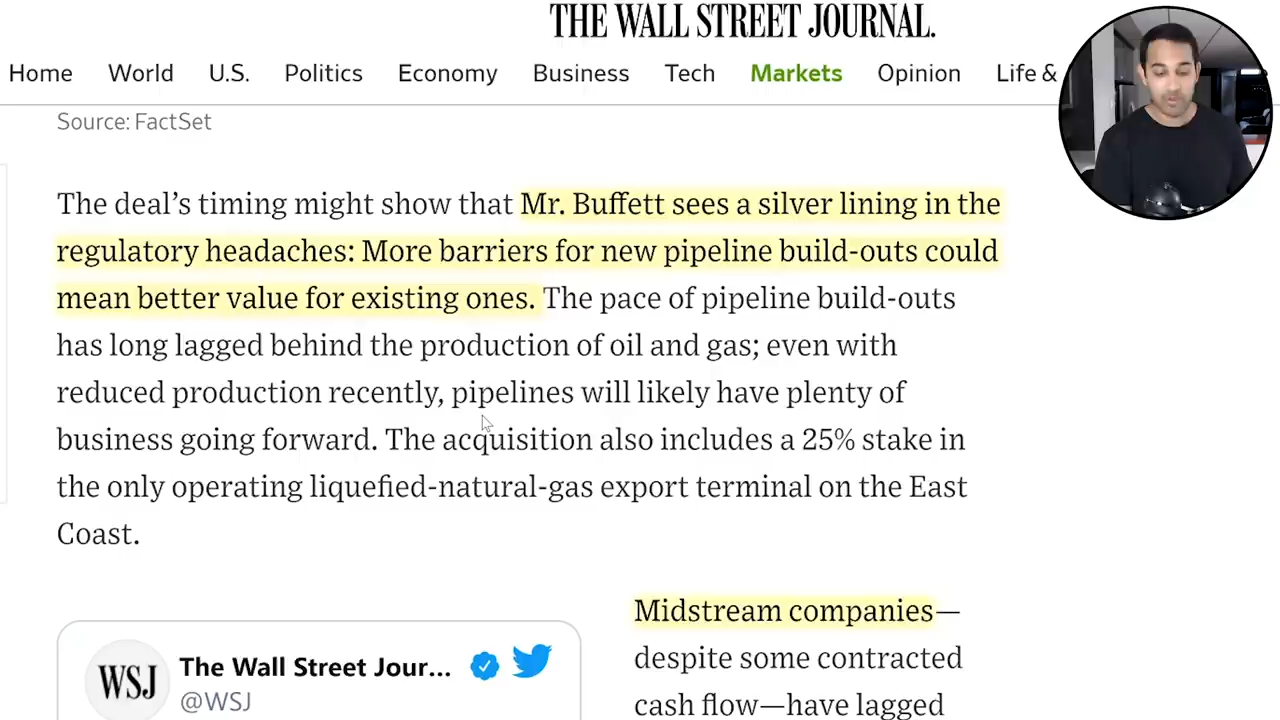 THE WALL STREET JOURNAL.
Home World U.S. Politics Economy Business Tech Markets Opinion Life &
Source: FactSet
The deal’s timing might show that Mr. Buffett sees a silver lining in the
regulatory headaches: More barriers for new pipeline build-outs could
mean better value for existing ones. The pace of pipeline build-outs
has long lagged behind the production of oil and gas; even with
reduced production recently, pipelines will likely have plenty of
business going forward. The acquisition also includes a 25% stake in
the only operating liquefied-natural-gas export terminal on the East
Coast.
Midstream companies—
despite some contracted
cash flow—have lagged
WSJ
The Wall Street Jour...
@WSJ